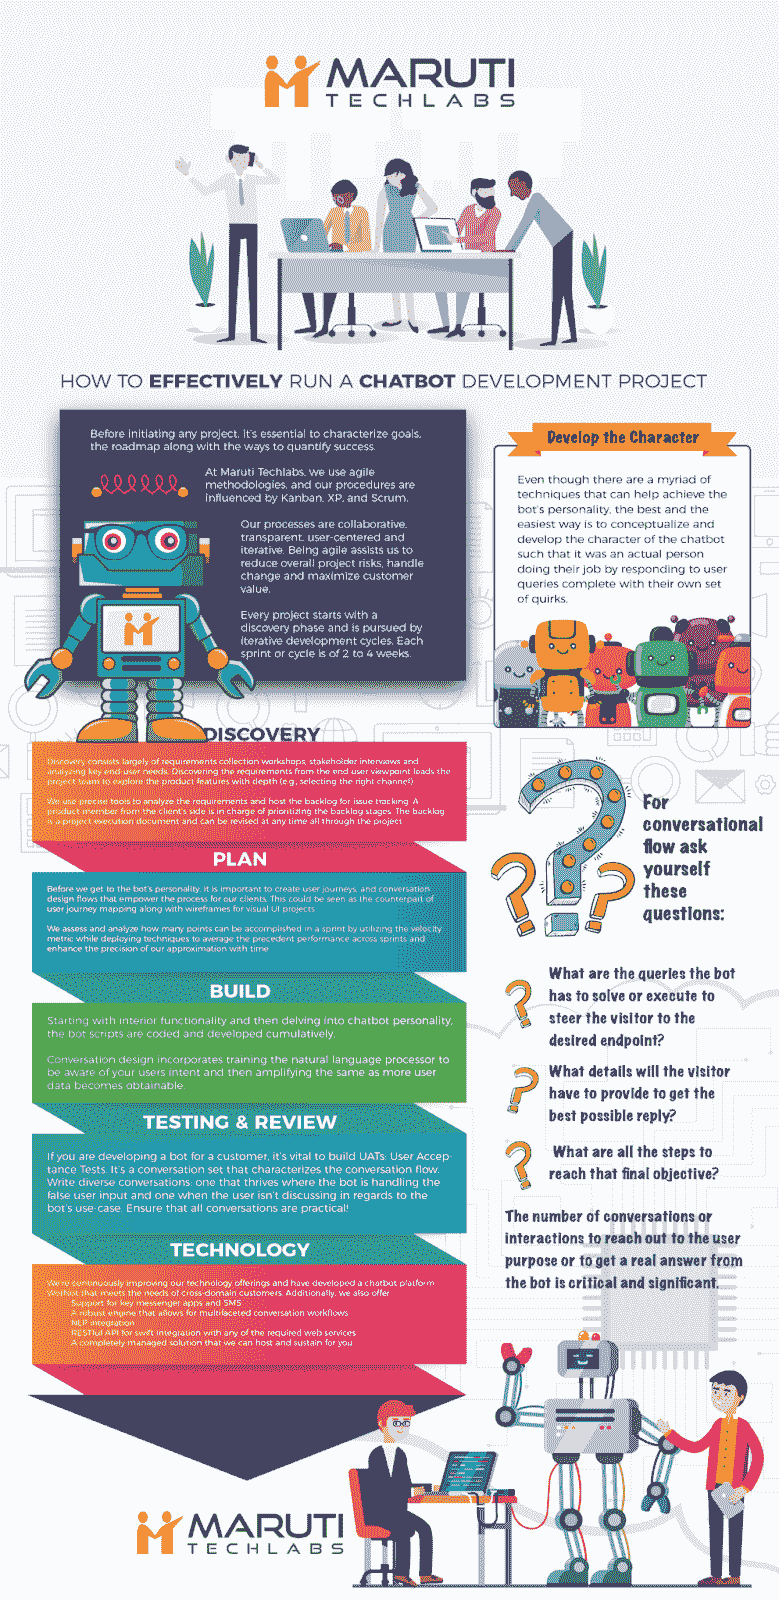 MARUTI
TECHLABS
HOW TO EFFECTIVELY RUN A CHATBOT DEVELOPMENT PROJECT
Before initiating any project, it's essential to characterize goals,
the roadmap along with the ways to quantify success.
At Maruti Techlabs, we use agile
methodologies, and our procedures are
influenced by Kanban, XP, and Scrum.
Our processes are collaborative,
transparent, user-centered and
iterative. Being agile assists us to
reduce overall project risks, handle
change and maximize customer
value.
Every project starts with a
discovery phase and is pursued by
iterative development cycles. Each
sprint or cycle is of 2 to 4 weeks.
Develop the Character
Even though there are a myriad of
techniques that can help achieve the
bot's personality, the best and the
easiest way is to conceptualize and
develop the character of the chatbot
such that it was an actual person
doing their job by responding to user
queries complete with their own set
of quirks.
DISCOVERY
Discovery consists largely of requirements collection workshops, stakeholder interviews and
analyzing key end-user needs. Discovering the requirements from the end user viewpoint leads the
project team to explore the product features with depth (e.g., selecting the right channel).
We use precise tools to analyze the requirements and host the backlog for issue tracking. A
product member from the client's side is in charge of prioritizing the backlog stages. The backlog
is a project execution document and can be revised at any time all through the project.
PLAN
Before we get to the bot's personality, it is important to create user journeys, and conversation
design flows that empower the process for our clients. This could be seen as the counterpart of
user journey mapping along with wireframes for visual UI projects.
We assess and analyze how many points can be accomplished in a sprint by utilizing the velocity
metric while deploying techniques to average the precedent performance across sprints and
enhance the precision of our approximation with time.
BUILD
Starting with interior functionality and then delving into chatbot personality,
the bot scripts are coded and developed cumulatively.
Conversation design incorporates training the natural language processor to
be aware of your users intent and then amplifying the same as more user
data becomes obtainable.
TESTING & REVIEW
If you are developing a bot for a customer, it's vital to build UATs: User Accep-
tance Tests. It's a conversation set that characterizes the conversation flow.
Write diverse conversations: one that thrives where the bot is handling the
false user input and one when the user isn't discussing in regards to the
bot's use-case. Ensure that all conversations are practical!
TECHNOLOGY
We're continuously improving our technology offerings and have developed a chatbot platform
WotNot that meets the needs of cross-domain customers. Additionally, we also offer
Support for key messenger apps and SMS
A robust engine that allows for multifaceted conversation workflows
NLP integration
RESTful API for swift integration with any of the required web services
A completely managed solution that we can host and sustain for you
For
conversational
flow ask
yourself
these
questions:
What are the queries the bot
has to solve or execute to
steer the visitor to the
desired endpoint?
What details will the visitor
have to provide to get the
best possible reply?
What are all the steps to
reach that final objective?
The number of conversations or
interactions to reach out to the user
purpose or to get a real answer from
the bot is critical and significant.
MARUTI
TECHLABS